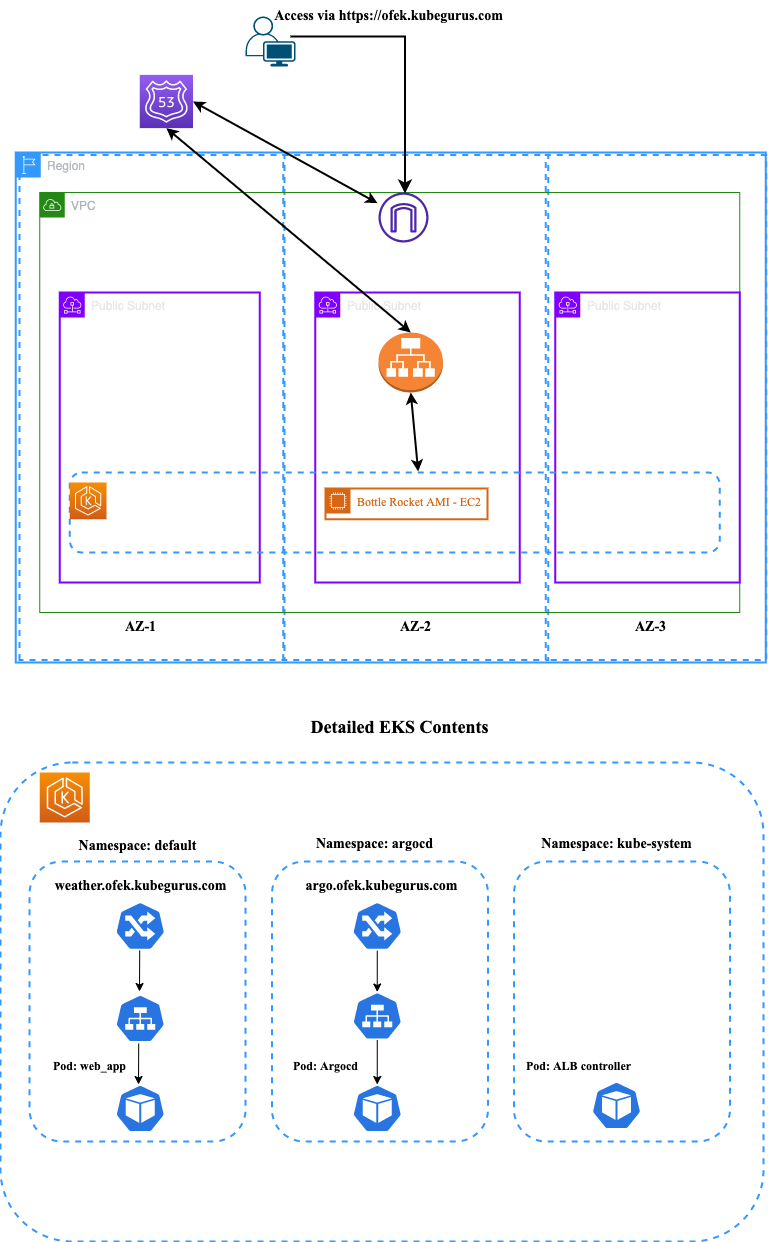 Access via https://ofek.kubegurus.com
53
Region
VPC
Public Subnet
Public Subnet
Public Subnet
K
Bottle Rocket AMI - EC2
AZ-1
AZ-2
AZ-3
Detailed EKS Contents
K
Namespace: default
Namespace: argocd
Namespace: kube-system
weather.ofek.kubegurus.com
argo.ofek.kubegurus.com
Pod: web_app
Pod: Argocd
Pod: ALB controller